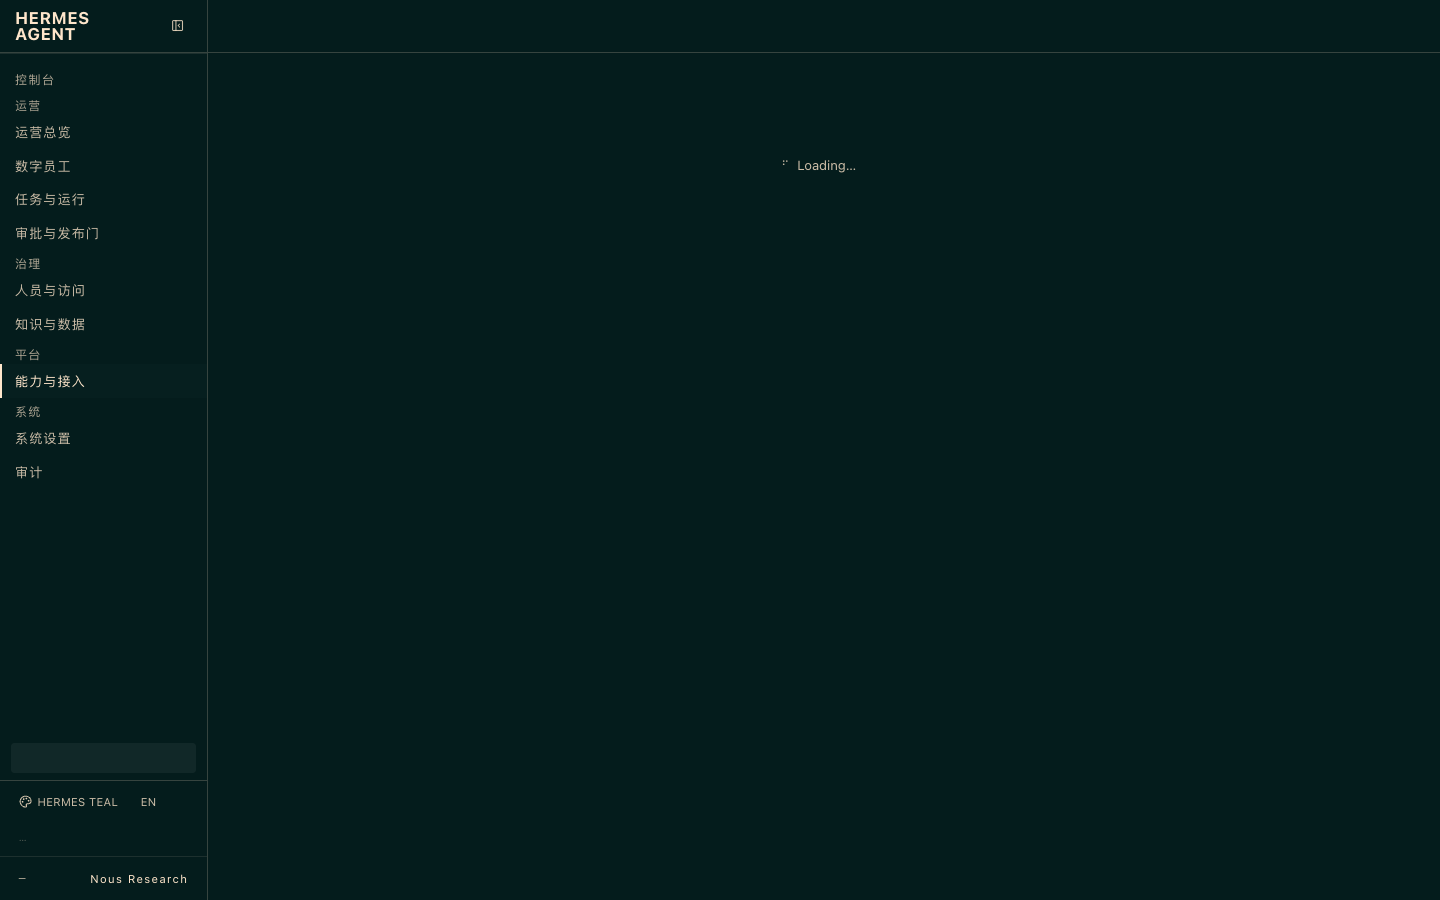 HERMES
AGENT
控制台
运营
运营总览
数字员工
任务与运行
审批与发布门
治理
人员与访问
知识与数据
平台
能力与接入
系统
系统设置
审计
Loading...
HERMES TEAL EN
...
— Nous Research